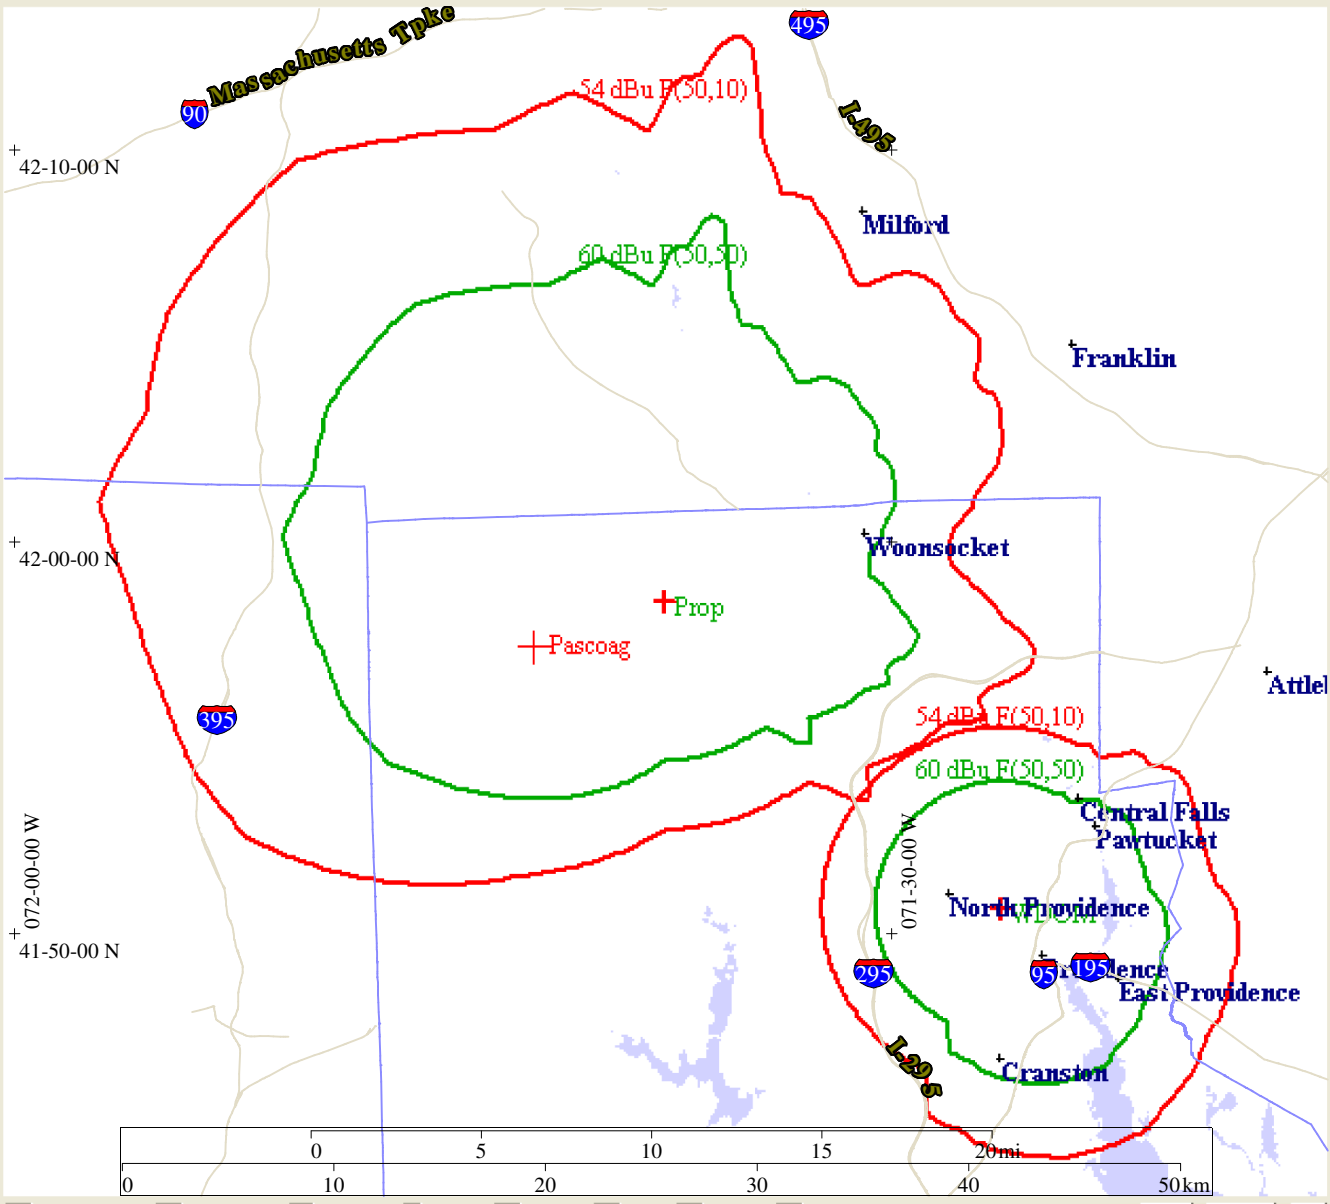 495
Massachusetts Tpke
54 dBu F(50,10)
90
I-495
42-10-00 N
Milford
60 dBu F(50,50)
Franklin
Woonsocket
42-00-00 N
Prop
Pascoag
Attlel
395
54 dBu F(50,10)
60 dBu F(50,50)
Central Falls
072-00-00 W
071-30-00 W
Pawtucket
North Providence
WDOM
41-50-00 N
295
95
195
East Providence
I-295
Cranston
0 5 10 15 20mi
0 10 20 30 40 50km